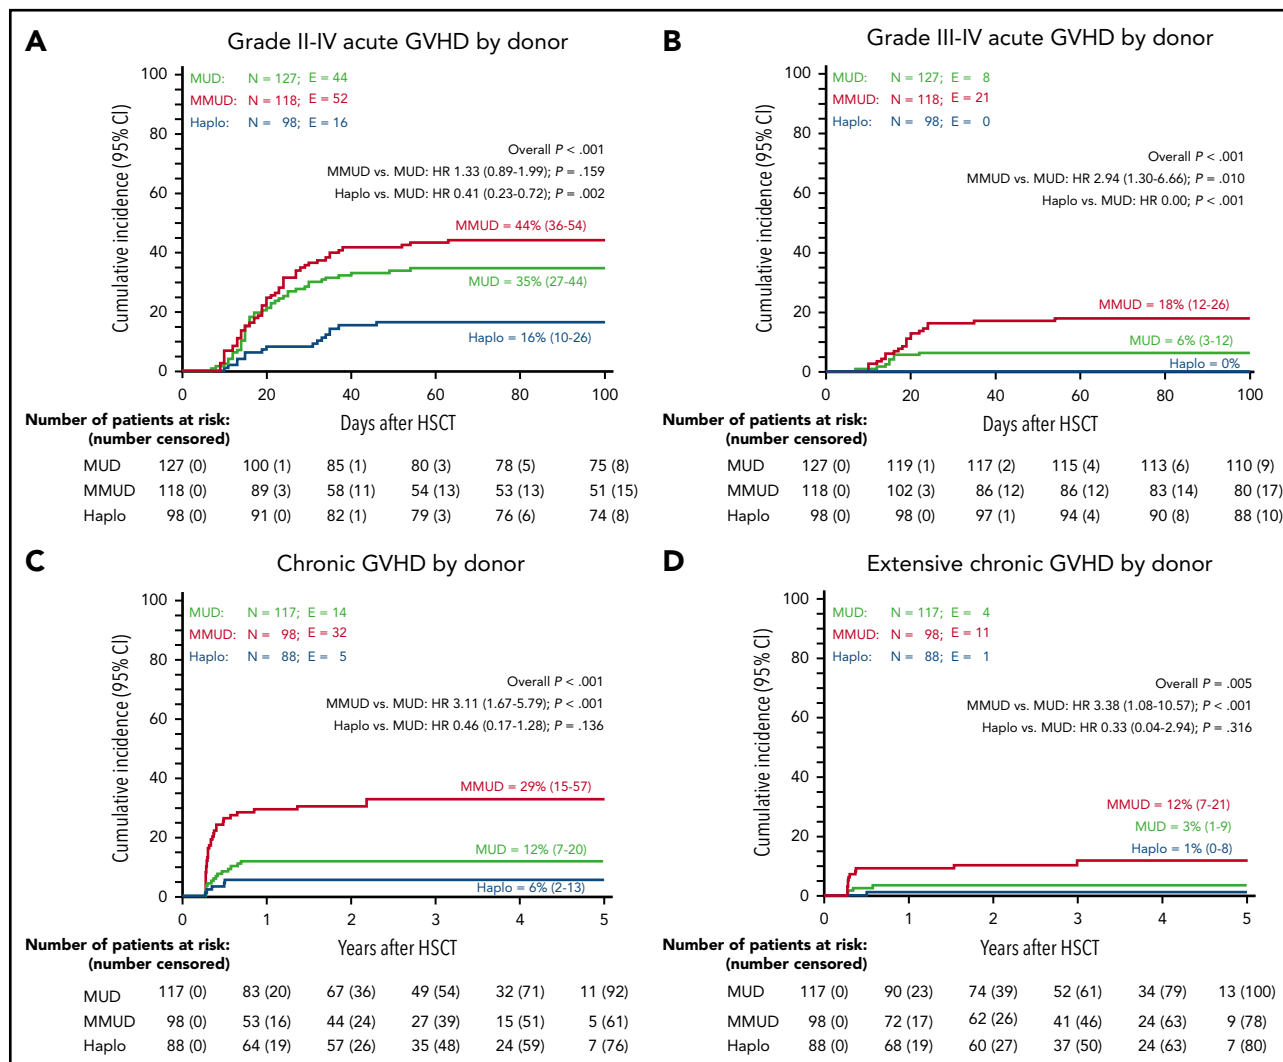 A
Grade II-IV acute GVHD by donor
Cumulative incidence (95% CI)
100
80
60
40
20
0
MUD: N = 127; E = 44
MMUD: N = 118; E = 52
Haplo: N = 98; E = 16
Overall P < .001
MMUD vs. MUD: HR 1.33 (0.89-1.99); P = .159
Haplo vs. MUD: HR 0.41 (0.23-0.72); P = .002
MMUD = 44% (36-54)
MUD = 35% (27-44)
Haplo = 16% (10-26)
0 20 40 60 80 100
Days after HSCT
Number of patients at risk:
(number censored)
MUD 127 (0) 100 (1) 85 (1) 80 (3) 78 (5) 75 (8)
MMUD 118 (0) 89 (3) 58 (11) 54 (13) 53 (13) 51 (15)
Haplo 98 (0) 91 (0) 82 (1) 79 (3) 76 (6) 74 (8)
B
Grade III-IV acute GVHD by donor
Cumulative incidence (95% CI)
100
80
60
40
20
0
MUD: N = 127; E = 8
MMUD: N = 118; E = 21
Haplo: N = 98; E = 0
Overall P < .001
MMUD vs. MUD: HR 2.94 (1.30-6.66); P = .010
Haplo vs. MUD: HR 0.00; P < .001
MMUD = 18% (12-26)
MUD = 6% (3-12)
Haplo = 0%
0 20 40 60 80 100
Days after HSCT
Number of patients at risk:
(number censored)
MUD 127 (0) 119 (1) 117 (2) 115 (4) 113 (6) 110 (9)
MMUD 118 (0) 102 (3) 86 (12) 86 (12) 83 (14) 80 (17)
Haplo 98 (0) 98 (0) 97 (1) 94 (4) 90 (8) 88 (10)
C
Chronic GVHD by donor
Cumulative incidence (95% CI)
100
80
60
40
20
0
MUD: N = 117; E = 14
MMUD: N = 98; E = 32
Haplo: N = 88; E = 5
Overall P < .001
MMUD vs. MUD: HR 3.11 (1.67-5.79); P < .001
Haplo vs. MUD: HR 0.46 (0.17-1.28); P = .136
MMUD = 29% (15-57)
MUD = 12% (7-20)
Haplo = 6% (2-13)
0 1 2 3 4 5
Years after HSCT
Number of patients at risk:
(number censored)
MUD 117 (0) 83 (20) 67 (36) 49 (54) 32 (71) 11 (92)
MMUD 98 (0) 53 (16) 44 (24) 27 (39) 15 (51) 5 (61)
Haplo 88 (0) 64 (19) 57 (26) 35 (48) 24 (59) 7 (76)
D
Extensive chronic GVHD by donor
Cumulative incidence (95% CI)
100
80
60
40
20
0
MUD: N = 117; E = 4
MMUD: N = 98; E = 11
Haplo: N = 88; E = 1
Overall P = .005
MMUD vs. MUD: HR 3.38 (1.08-10.57); P < .001
Haplo vs. MUD: HR 0.33 (0.04-2.94); P = .316
MMUD = 12% (7-21)
MUD = 3% (1-9)
Haplo = 1% (0-8)
0 1 2 3 4 5
Years after HSCT
Number of patients at risk:
(number censored)
MUD 117 (0) 90 (23) 74 (39) 52 (61) 34 (79) 13 (100)
MMUD 98 (0) 72 (17) 62 (26) 41 (46) 24 (63) 9 (78)
Haplo 88 (0) 68 (19) 60 (27) 37 (50) 24 (63) 7 (80)